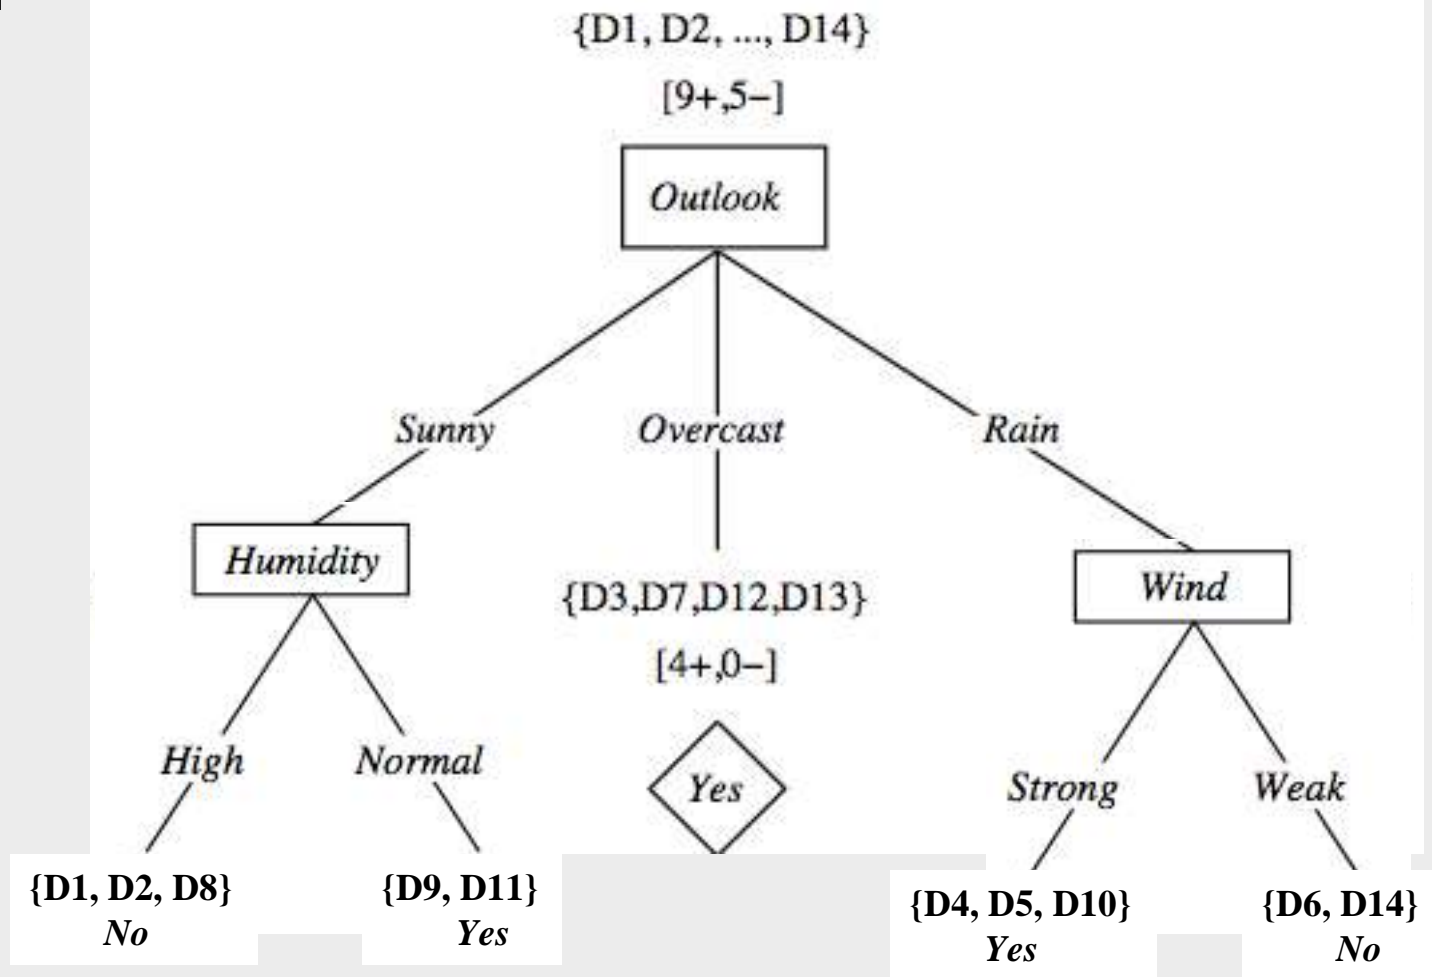 {D1, D2, ..., D14}
[9+,5−]
Outlook
Sunny
Overcast
Rain
Humidity
{D3,D7,D12,D13}
[4+,0−]
Yes
Wind
High
Normal
Strong
Weak
{D1, D2, D8}
No
{D9, D11}
Yes
{D4, D5, D10}
Yes
{D6, D14}
No